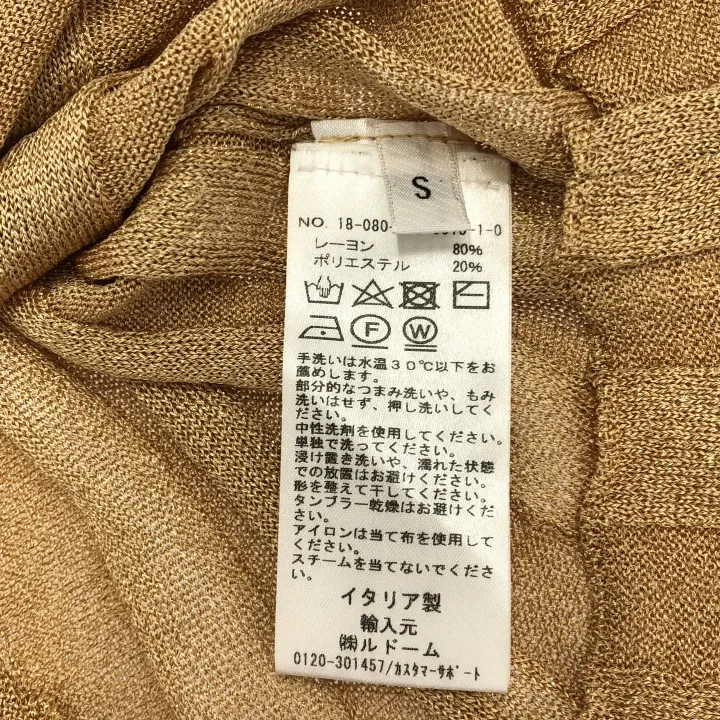 S
NO. 18-080
1-0
レーヨン 80%
ポリエステル 20%
F W
手洗いは水温30℃以下をお
薦めします。
部分的なつまみ洗いや、もみ
洗いはせず、押し洗いしてく
ださい。
中性洗剤を使用してください。
単独で洗ってください。
浸け置き洗いや、濡れた状態
での放置はお避けください。
形を整えて干してください。
タンブラー乾燥はお避けくださ
い。
アイロンは当て布を使用して
ください。
スチームを当てないでくださ
い。
イタリア製
輸入元
㈱ルドーム
0120-301457/カスタマーサポート